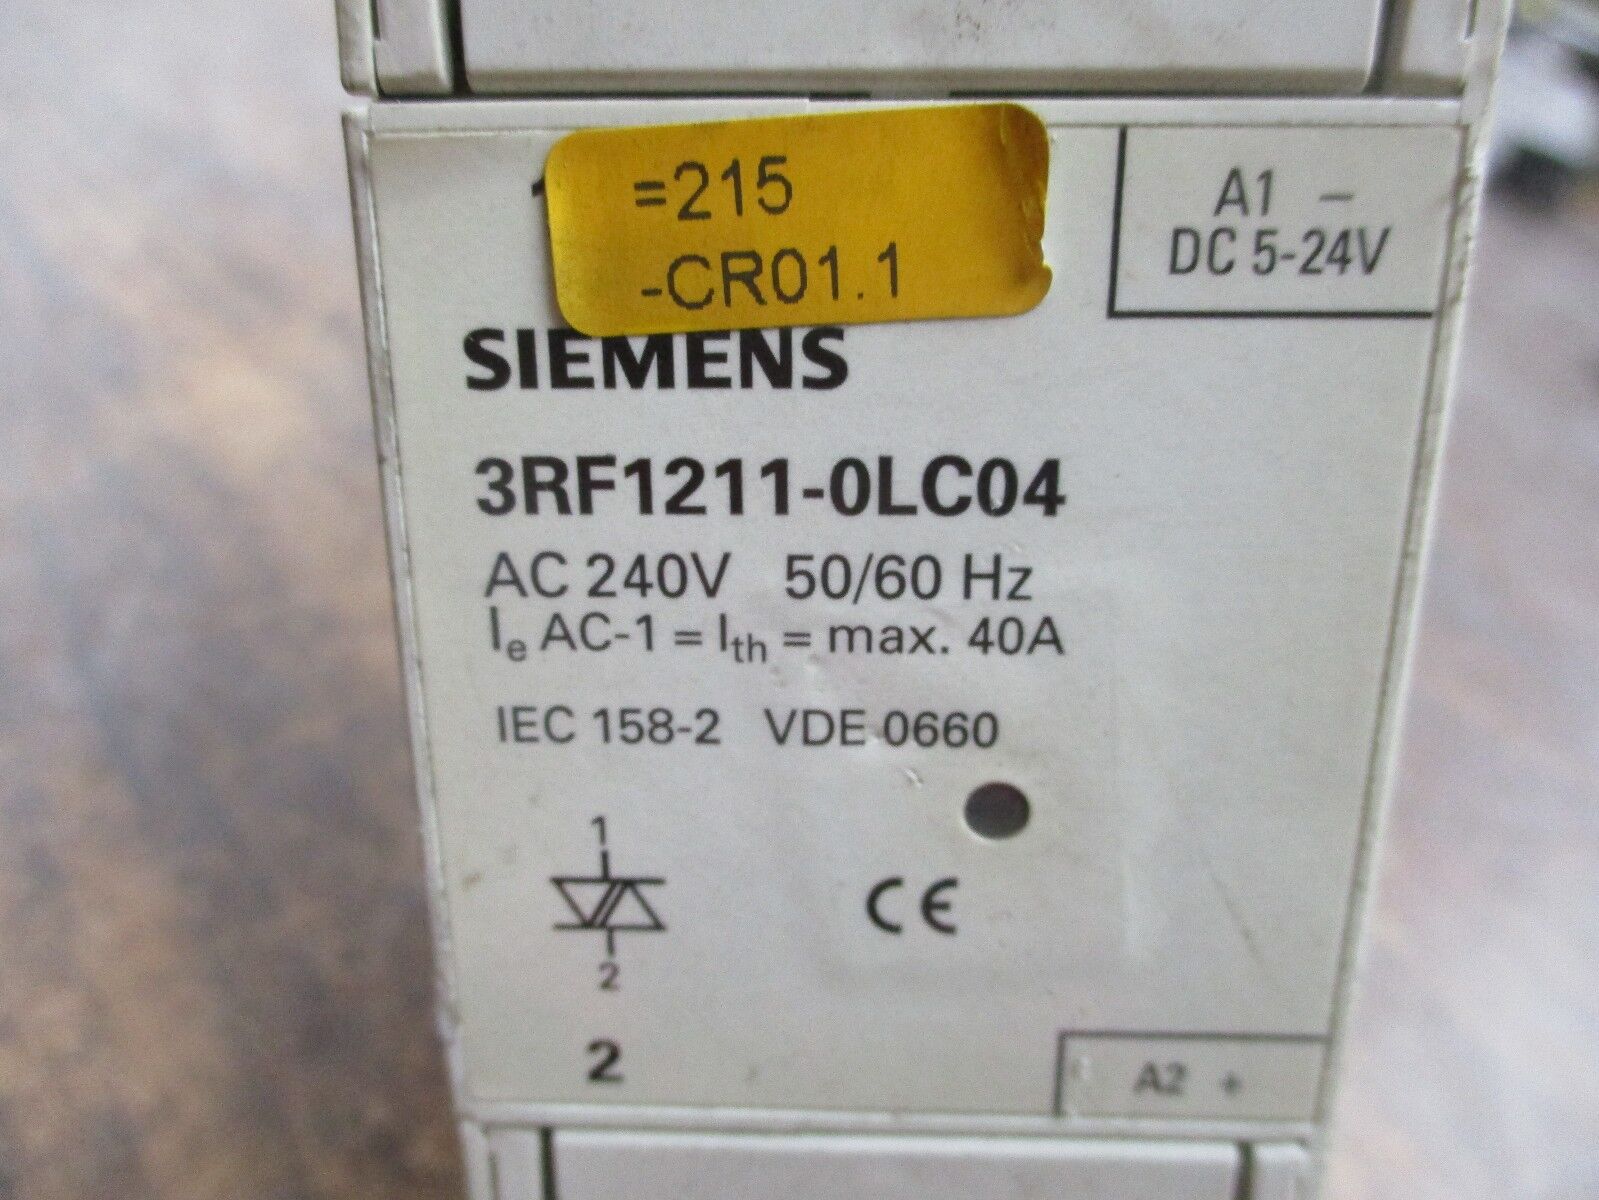 =215
-CR01.1
A1 –
DC 5-24V
SIEMENS
3RF1211-0LC04
AC 240V 50/60 Hz
Ie AC-1 = Ith = max. 40A
IEC 158-2 VDE 0660
1
2
CE
2
A2 +